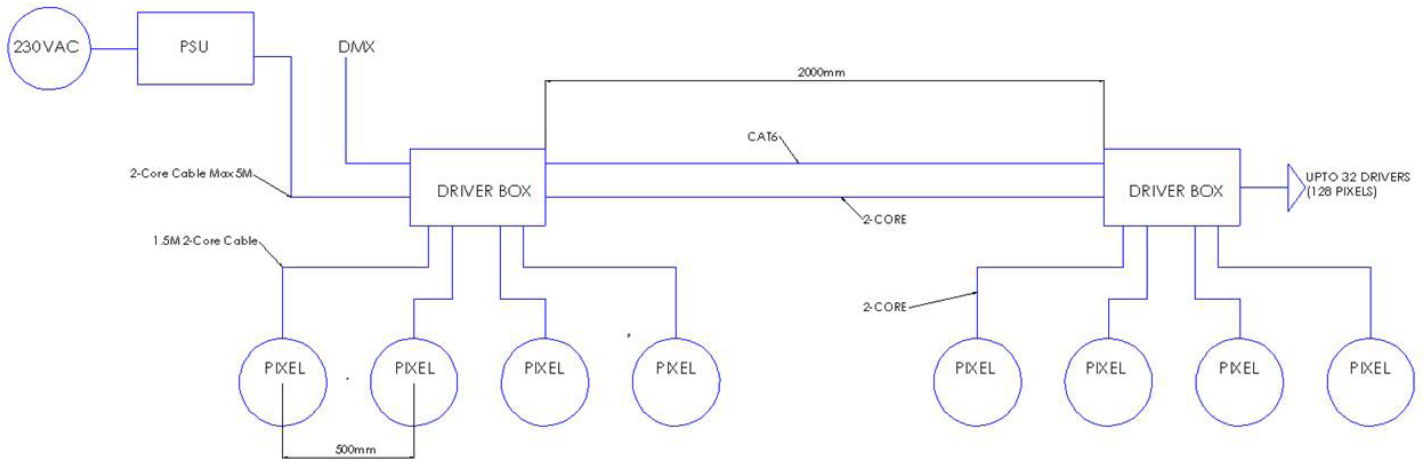 230VAC
PSU
DMX
2000mm
CAT6
2-Core Cable Max 5M
DRIVER BOX
DRIVER BOX
UPTO 32 DRIVERS
(128 PIXELS)
2-CORE
1.5M 2-Core Cable
2-CORE
PIXEL
PIXEL
PIXEL
PIXEL
PIXEL
PIXEL
PIXEL
PIXEL
500mm